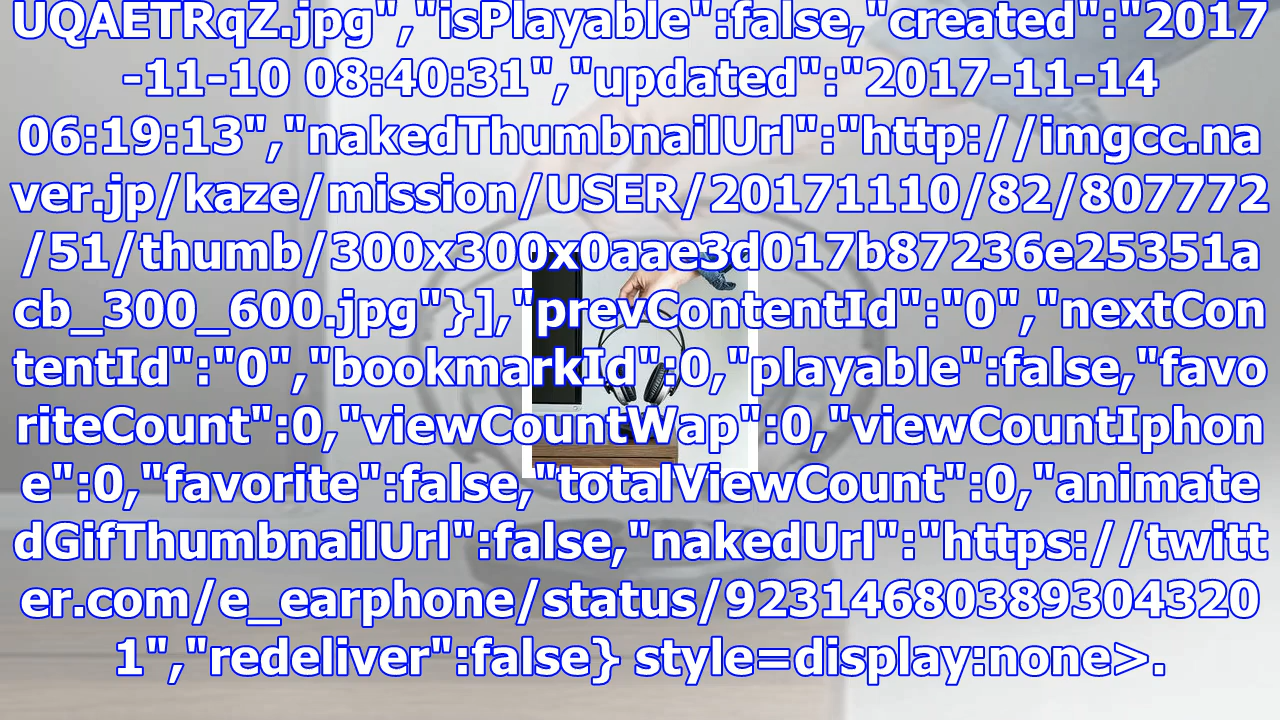 UQAETRqZ.jpg","isPlayable":false,"created":"2017
-11-10 08:40:31","updated":"2017-11-14
06:19:13","nakedThumbnailUrl":"http://imgcc.na
ver.jp/kaze/mission/USER/20171110/82/807772
/51/thumb/300x300x0aae3d017b87236e25351a
cb_300_600.jpg"}],"prevContentId":"0","nextCon
tentId":"0","bookmarkId":0,"playable":false,"favo
riteCount":0,"viewCountWap":0,"viewCountIphon
e":0,"favorite":false,"totalViewCount":0,"animate
dGifThumbnailUrl":false,"nakedUrl":"https://twitt
er.com/e_earphone/status/92314680389304320
1","redeliver":false} style=display:none>.